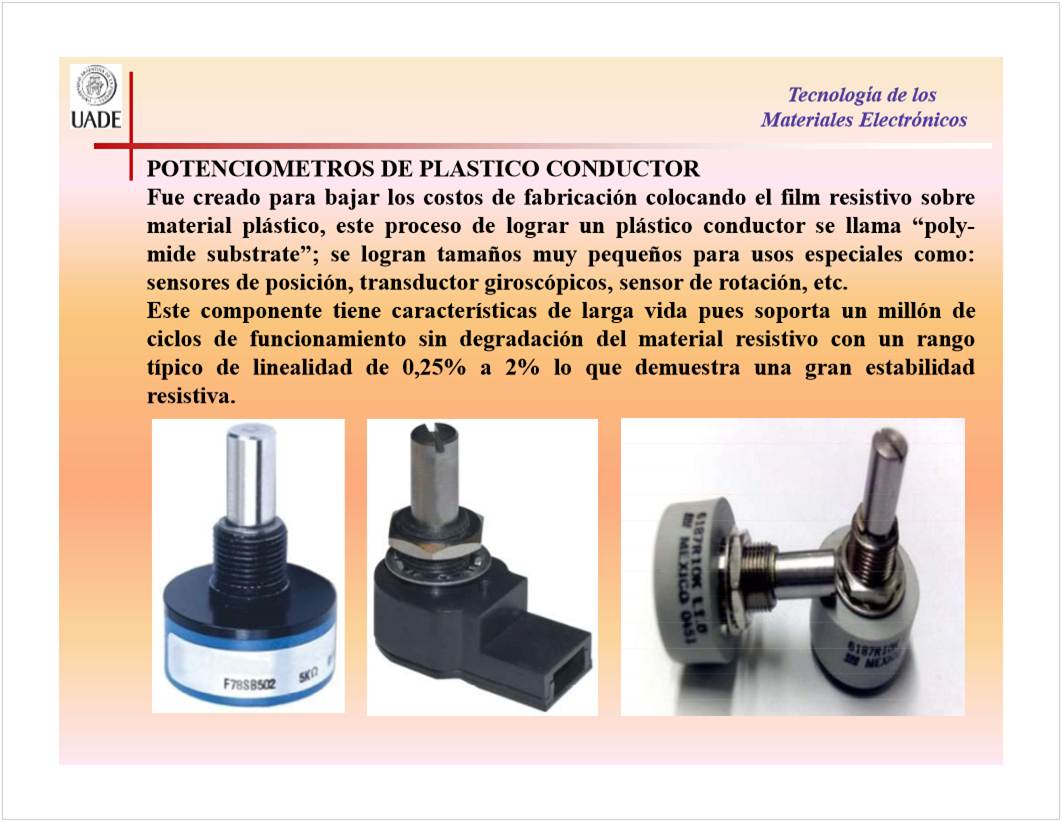 UADE
Tecnología de los
Materiales Electrónicos
POTENCIOMETROS DE PLASTICO CONDUCTOR
Fue creado para bajar los costos de fabricación colocando el film resistivo sobre
material plástico, este proceso de lograr un plástico conductor se llama “poly-
mide substrate”; se logran tamaños muy pequeños para usos especiales como:
sensores de posición, transductor giroscópicos, sensor de rotación, etc.
Este componente tiene características de larga vida pues soporta un millón de
ciclos de funcionamiento sin degradación del material resistivo con un rango
típico de linealidad de 0,25% a 2% lo que demuestra una gran estabilidad
resistiva.
F78SB502 5KΩ
6187R10K L1.0
MEXICO 0451
6187R10K
MEXICO